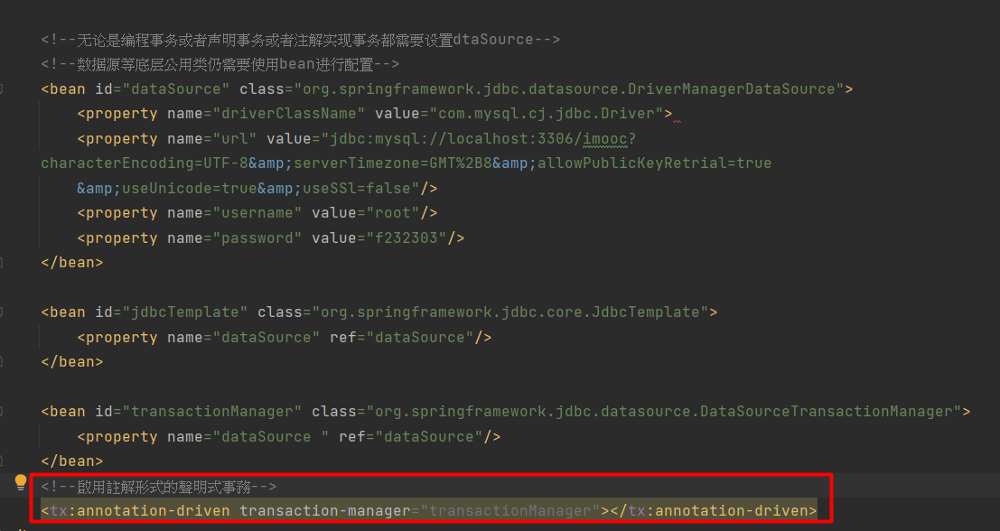 <!--无论是编程事务或者声明事务或者注解实现事务都需要设置dtaSource-->
<!--数据源等底层公用类仍需要使用bean进行配置-->
<bean id="dataSource" class="org.springframework.jdbc.datasource.DriverManagerDataSource">
<property name="driverClassName" value="com.mysql.cj.jdbc.Driver">
<property name="url" value="jdbc:mysql://localhost:3306/imooc?
characterEncoding=UTF-8&amp;serverTimezone=GMT%2B8&amp;allowPublicKeyRetrial=true
&amp;useUnicode=true&amp;useSSl=false"/>
<property name="username" value="root"/>
<property name="password" value="f232303"/>
</bean>
<bean id="jdbcTemplate" class="org.springframework.jdbc.core.JdbcTemplate">
<property name="dataSource" ref="dataSource"/>
</bean>
<bean id="transactionManager" class="org.springframework.jdbc.datasource.DataSourceTransactionManager">
<property name="dataSource " ref="dataSource"/>
</bean>
<!--啟用註解形式的聲明式事務-->
<tx:annotation-driven transaction-manager="transactionManager"></tx:annotation-driven>